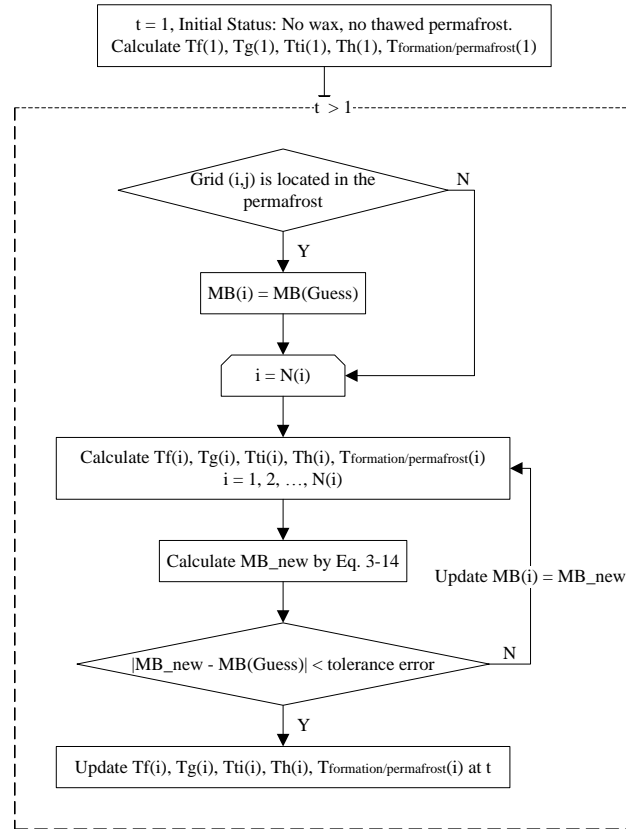 t = 1, Initial Status: No wax, no thawed permafrost.
Calculate Tf(1), Tg(1), Tti(1), Th(1), Tformation/permafrost(1)
t > 1
Grid (i,j) is located in the
permafrost
N
Y
MB(i) = MB(Guess)
i = N(i)
Calculate Tf(i), Tg(i), Tti(i), Th(i), Tformation/permafrost(i)
i = 1, 2, …, N(i)
Calculate MB_new by Eq. 3-14
Update MB(i) = MB_new
|MB_new - MB(Guess)| < tolerance error
N
Y
Update Tf(i), Tg(i), Tti(i), Th(i), Tformation/permafrost(i) at t